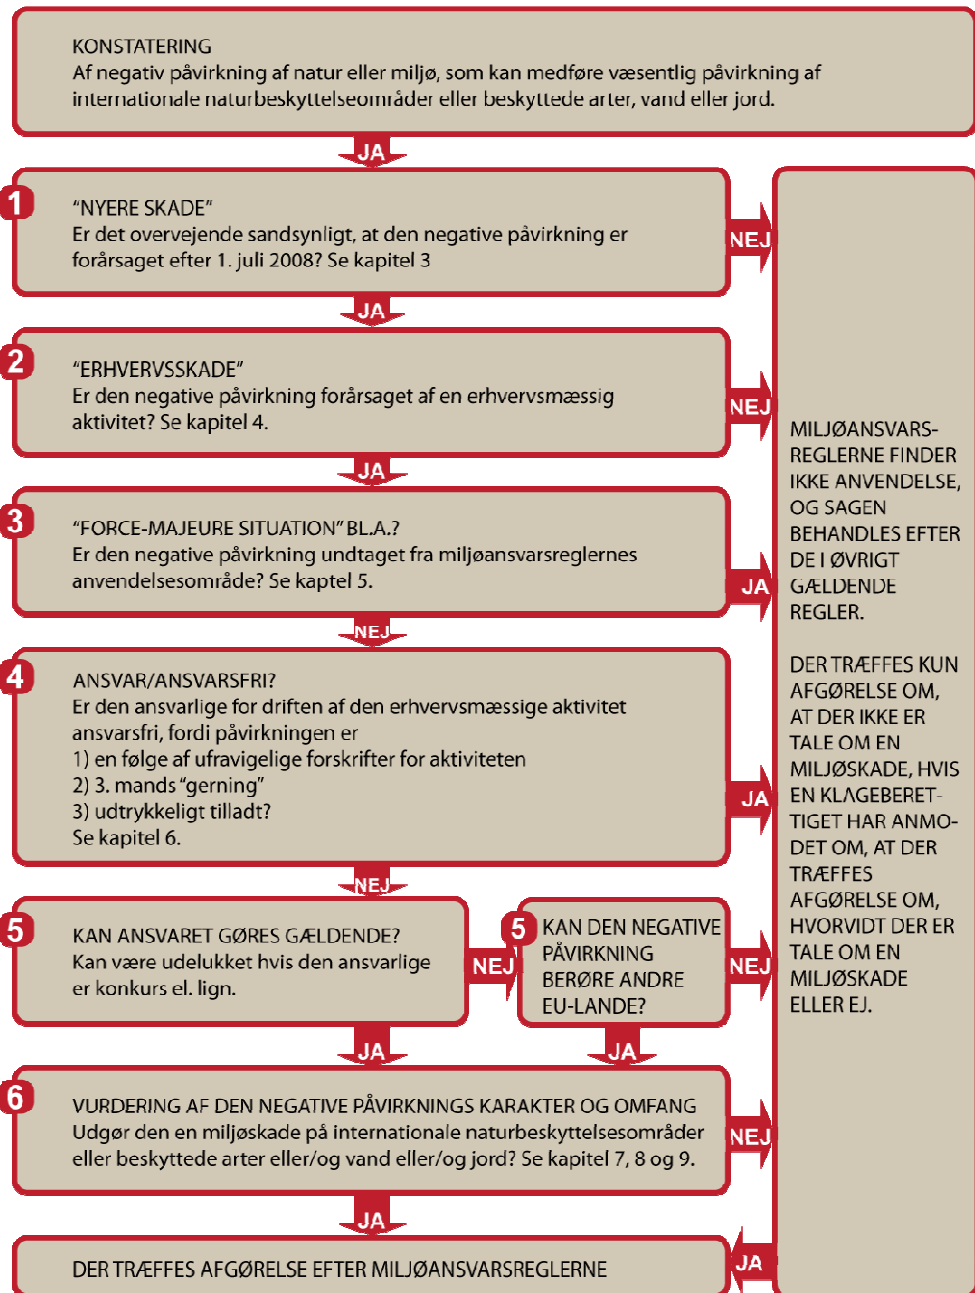 KONSTATERING
Af negativ påvirkning af natur eller miljø, som kan medføre væsentlig påvirkning af
internationale naturbeskyttelseområder eller beskyttede arter, vand eller jord.
JA
1
“NYERE SKADE”
Er det overvejende sandsynligt, at den negative påvirkning er
forårsaget efter 1. juli 2008? Se kapitel 3
NEJ
JA
2
“ERHVERVSSKADE”
Er den negative påvirkning forårsaget af en erhvervsmæssig
aktivitet? Se kapitel 4.
NEJ
JA
3
“FORCE-MAJEURE SITUATION” BL.A.?
Er den negative påvirkning undtaget fra miljøansvarsreglernes
anvendelsesområde? Se kaptel 5.
JA
NEJ
4
ANSVAR/ANSVARSFRI?
Er den ansvarlige for driften af den erhvervsmæssige aktivitet
ansvarsfri, fordi påvirkningen er
1) en følge af ufravigelige forskrifter for aktiviteten
2) 3. mands “gerning”
3) udtrykkeligt tilladt?
Se kapitel 6.
JA
NEJ
5
KAN ANSVARET GØRES GÆLDENDE?
Kan være udelukket hvis den ansvarlige
er konkurs el. lign.
NEJ
5
KAN DEN NEGATIVE
PÅVIRKNING
BERØRE ANDRE
EU-LANDE?
NEJ
JA
JA
6
VURDERING AF DEN NEGATIVE PÅVIRKNINGS KARAKTER OG OMFANG
Udgør den en miljøskade på internationale naturbeskyttelsesområder
eller beskyttede arter eller/og vand eller/og jord? Se kapitel 7, 8 og 9.
NEJ
JA
DER TRÆFFES AFGØRELSE EFTER MILJØANSVARSREGLERNE
JA
MILJØANSVARS-
REGLERNE FINDER
IKKE ANVENDELSE,
OG SAGEN
BEHANDLES EFTER
DE I ØVRIGT
GÆLDENDE
REGLER.
DER TRÆFFES KUN
AFGØRELSE OM,
AT DER IKKE ER
TALE OM EN
MILJØSKADE, HVIS
EN KLAGEBERET-
TIGET HAR ANMO-
DET OM, AT DER
TRÆFFES
AFGØRELSE OM,
HVORVIDT DER ER
TALE OM EN
MILJØSKADE
ELLER EJ.